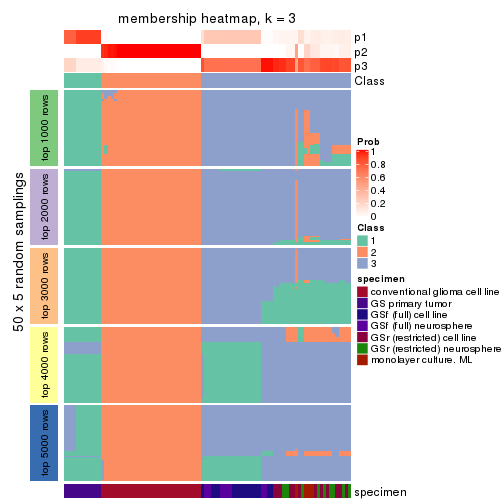 membership heatmap, k = 3
p1
p2
p3
Class
50 x 5 random samplings
top 1000 rows
top 2000 rows
top 3000 rows
top 4000 rows
top 5000 rows
specimen
Prob
1
0.8
0.6
0.4
0.2
0
Class
1
2
3
specimen
conventional glioma cell line
GS primary tumor
GSf (full) cell line
GSf (full) neurosphere
GSr (restricted) cell line
GSr (restricted) neurosphere
monolayer culture. ML